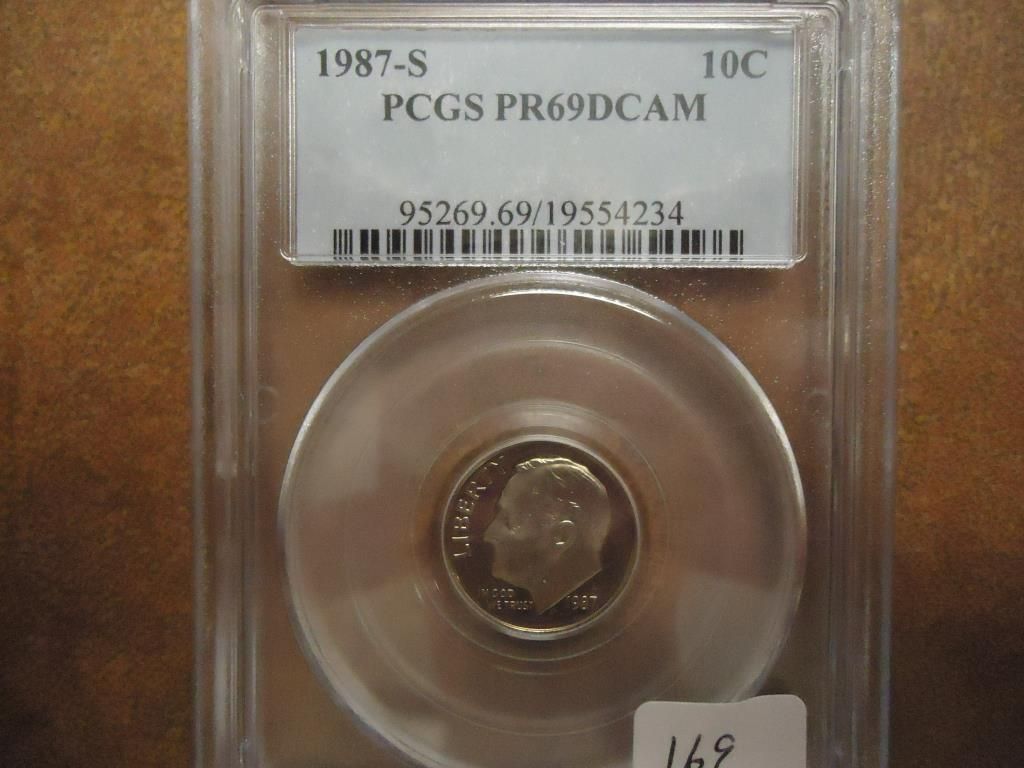 1987-S 10C
PCGS PR69DCAM
95269.69/19554234
LIBERTY
IN GOD
WE TRUST
1987
169